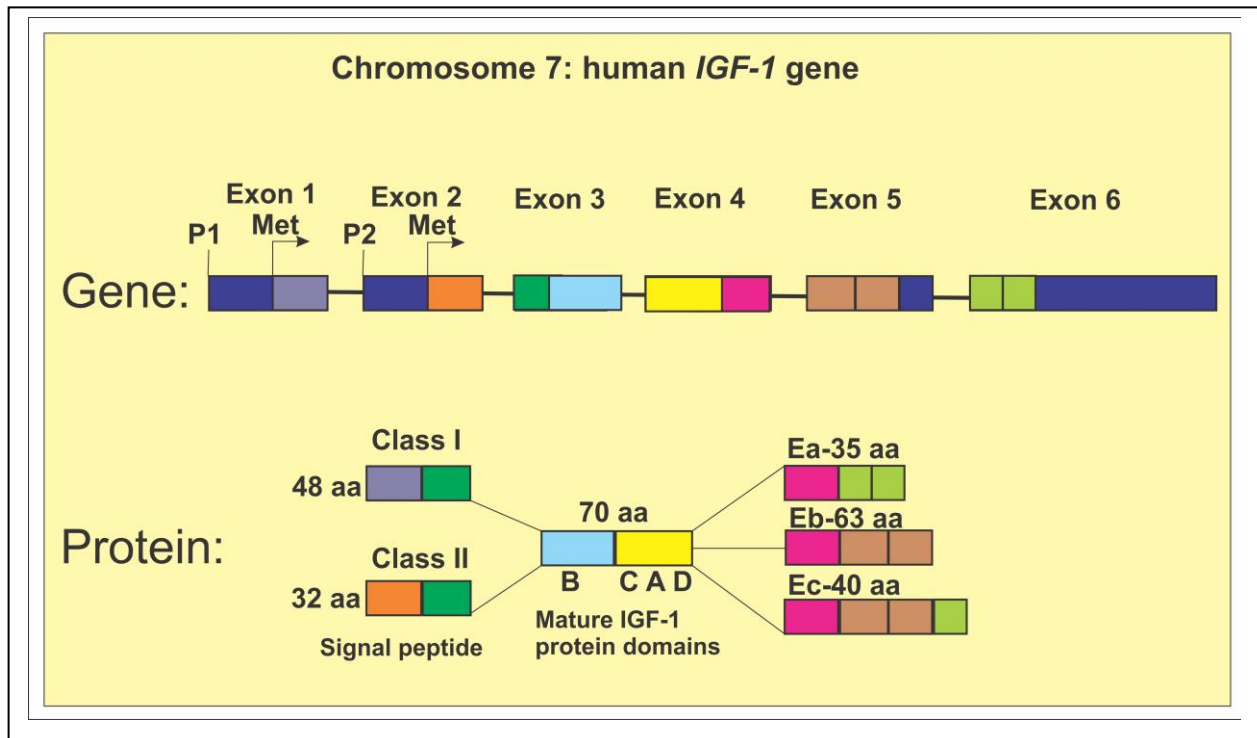 Chromosome 7: human IGF-1 gene
Exon 1
Exon 2
Exon 3
Exon 4
Exon 5
Exon 6
P1
Met
P2
Met
Gene:
Class I
48 aa
Protein:
Class II
32 aa
Signal peptide
70 aa
B
C A D
Mature IGF-1
protein domains
Ea-35 aa
Eb-63 aa
Ec-40 aa